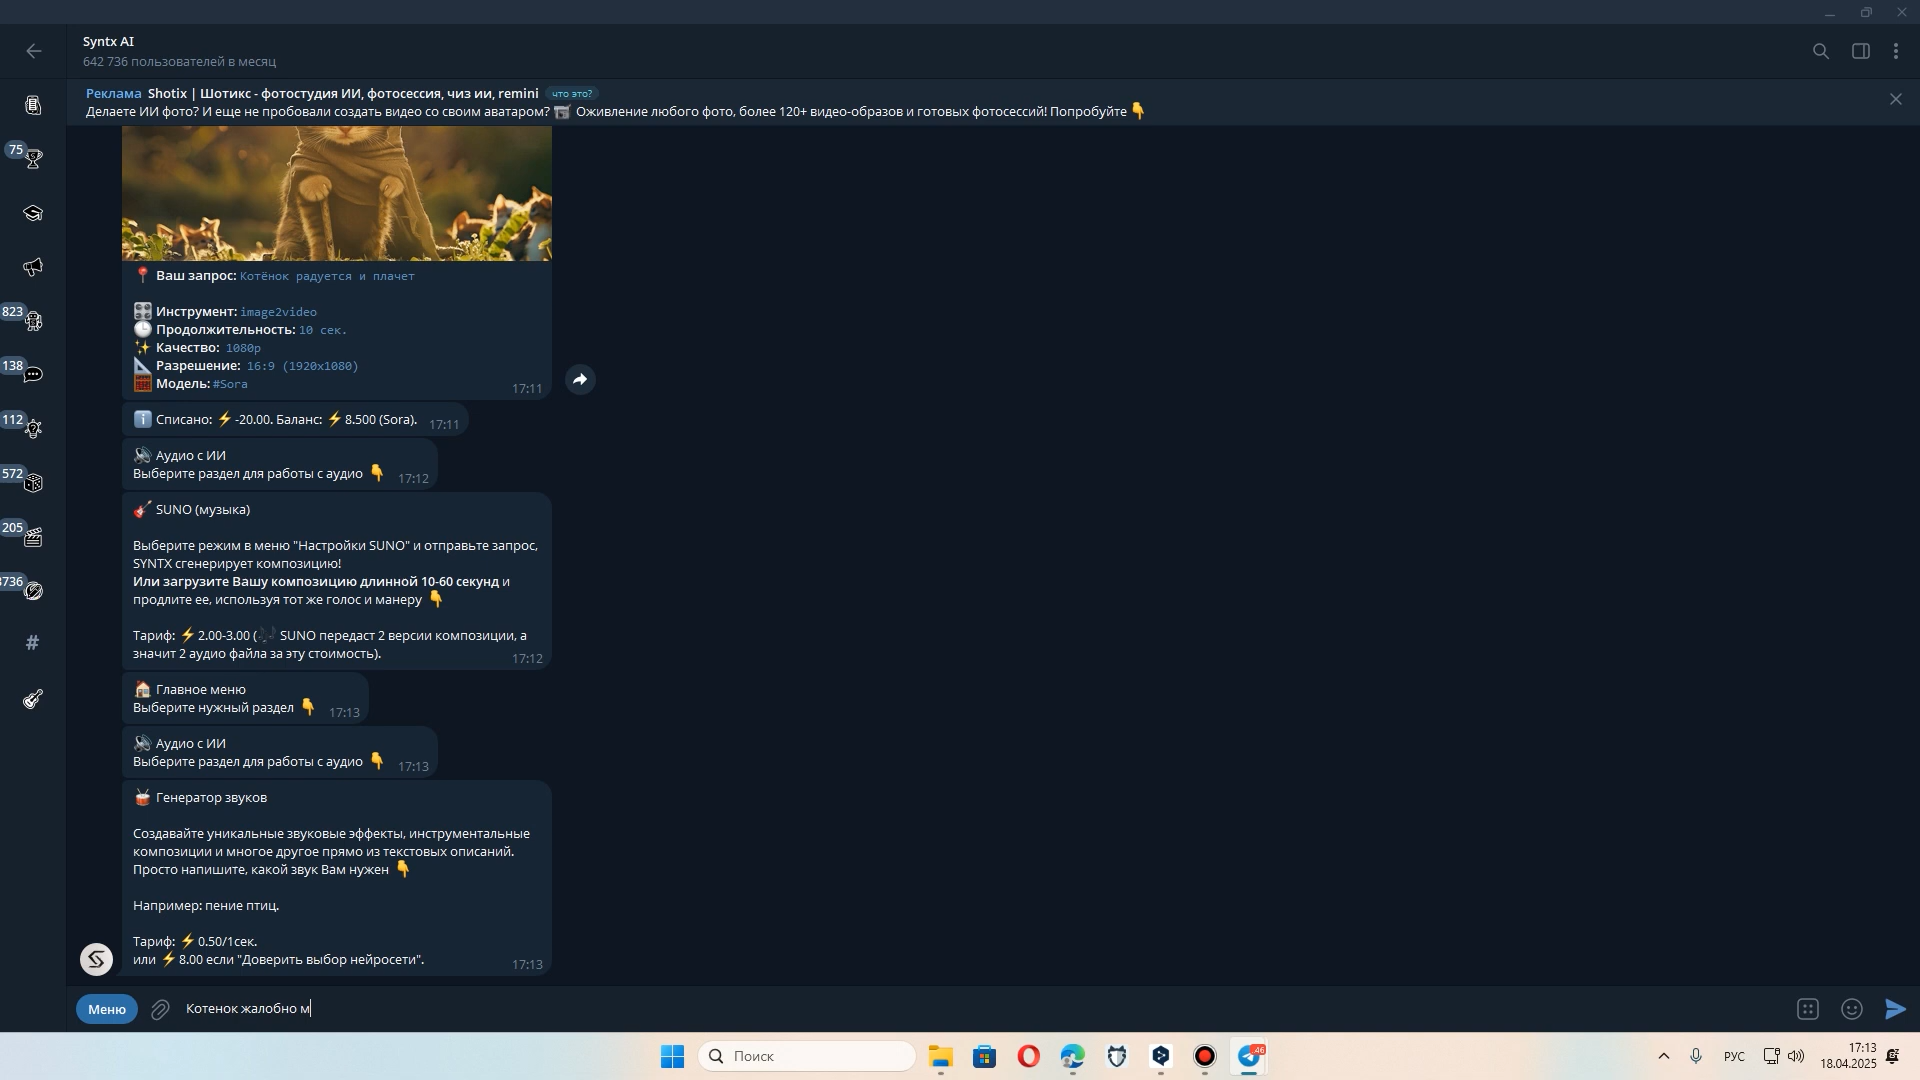 Syntx AI
642 736 пользователей в месяц
Реклама Shotix | Шотикс - фотостудия ИИ, фотосессия, чиз ии, remini что это?
Делаете ИИ фото? И еще не пробовали создать видео со своим аватаром? 📹 Оживление любого фото, более 120+ видео-образов и готовых фотосессий! Попробуйте 👇
75
823
138
112
572
205
3736
#
📍 Ваш запрос: Котёнок радуется и плачет
🎛 Инструмент: image2video
🕒 Продолжительность: 10 сек.
✨ Качество: 1080p
📐 Разрешение: 16:9 (1920x1080)
🧮 Модель: #Sora
17:11
ℹ️ Списано: ⚡️-20.00. Баланс: ⚡️8.500 (Sora). 17:11
🔊 Аудио с ИИ
Выберите раздел для работы с аудио 👇 17:12
🎸 SUNO (музыка)
Выберите режим в меню "Настройки SUNO" и отправьте запрос,
SYNTX сгенерирует композицию!
Или загрузите Вашу композицию длинной 10-60 секунд и
продлите ее, используя тот же голос и манеру 👇
Тариф: ⚡️2.00-3.00 (🎶 SUNO передаст 2 версии композиции, а
значит 2 аудио файла за эту стоимость). 17:12
🏠 Главное меню
Выберите нужный раздел 👇 17:13
🔊 Аудио с ИИ
Выберите раздел для работы с аудио 👇 17:13
🥁 Генератор звуков
Создавайте уникальные звуковые эффекты, инструментальные
композиции и многое другое прямо из текстовых описаний.
Просто напишите, какой звук Вам нужен 👇
Например: пение птиц.
Тариф: ⚡️0.50/1сек.
или ⚡️8.00 если "Доверить выбор нейросети". 17:13
Меню
Котенок жалобно м
Поиск
46
РУС
17:13
18.04.2025